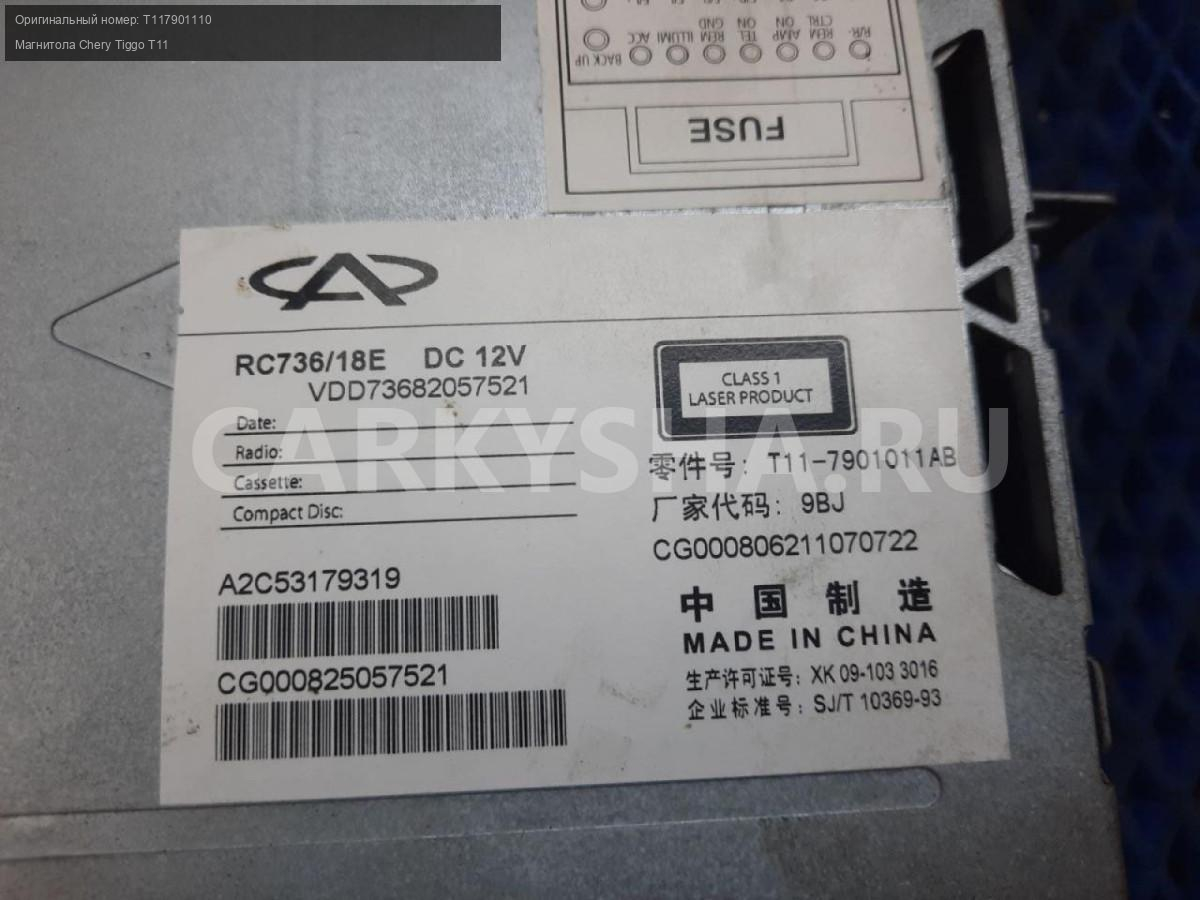 Оригинальный номер: T117901110
Магнитола Chery Tiggo T11
BACK UP ACC ILLUMI REM GND TEL ON AMP ON REM CTRL R/R-
FUSE
RC736/18E DC 12V
VDD73682057521
Date:
Radio:
Cassette:
Compact Disc:
CLASS 1
LASER PRODUCT
零件号: T11-7901011AB
厂家代码: 9BJ
CG000806211070722
A2C53179319
CG000825057521
中国制造
MADE IN CHINA
生产许可证号: XK 09-103 3016
企业标准号: SJ/T 10369-93
CARKYSHA.RU